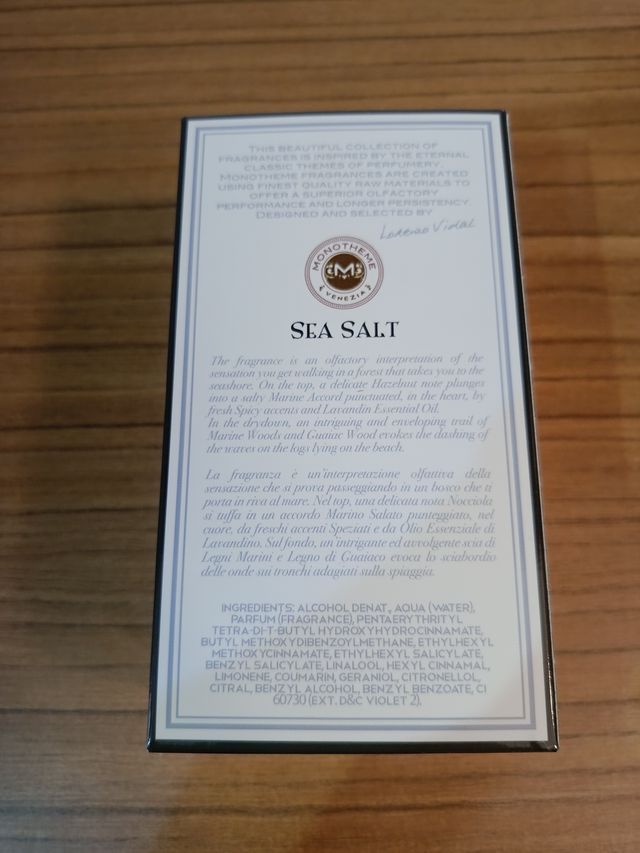 THIS BEAUTIFUL COLLECTION OF
FRAGRANCES IS INSPIRED BY THE ETERNAL
CLASSIC THEMES OF PERFUMERY.
MONOTHEME FRAGRANCES ARE CREATED
USING FINEST QUALITY RAW MATERIALS TO
OFFER A SUPERIOR OLFACTORY
PERFORMANCE AND LONGER PERSISTENCY.
DESIGNED AND SELECTED BY
Lorenzo Vidal
MONOTHEME
M
VENEZIA
SEA SALT
The fragrance is an olfactory interpretation of the
sensation you get walking in a forest that takes you to the
seashore. On the top, a delicate Hazelnut note plunges
into a salty Marine Accord punctuated, in the heart, by
fresh Spicy accents and Lavandin Essential Oil.
In the drydown, an intriguing and enveloping trail of
Marine Woods and Guaiac Wood evokes the dashing of
the waves on the logs lying on the beach.
La fragranza è un'interpretazione olfattiva della
sensazione che si prova passeggiando in un bosco che ti
porta in riva al mare. Nel top, una delicata nota Nocciola
si tuffa in un accordo Marino Salato punteggiato, nel
cuore, da freschi accenti Speziati e da Olio Essenziale di
Lavandino. Sul fondo, un'intrigante ed avvolgente scia di
Legni Marini e Legno di Guaiaco evoca lo sciabordio
delle onde sui tronchi adagiati sulla spiaggia.
INGREDIENTS: ALCOHOL DENAT., AQUA (WATER),
PARFUM (FRAGRANCE), PENTAERYTHRITYL
TETRA-DI-T-BUTYL HYDROXYHYDROCINNAMATE,
BUTYL METHOXYDIBENZOYLMETHANE, ETHYLHEXYL
METHOXYCINNAMATE, ETHYLHEXYL SALICYLATE,
BENZYL SALICYLATE, LINALOOL, HEXYL CINNAMAL,
LIMONENE, COUMARIN, GERANIOL, CITRONELLOL,
CITRAL, BENZYL ALCOHOL, BENZYL BENZOATE, CI
60730 (EXT. D&C VIOLET 2).